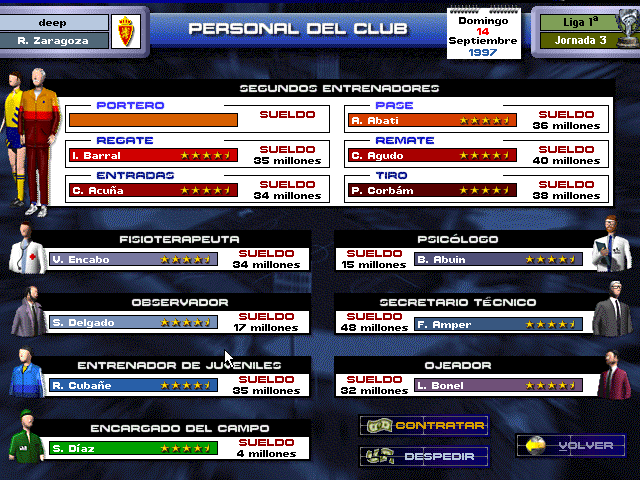 deep
R. Zaragoza
PERSONAL DEL CLUB
Domingo
14
Septiembre
1997
Liga 1ª
Jornada 3
SEGUNDOS ENTRENADORES
PORTERO
SUELDO
PASE
A. Abati
SUELDO
36 millones
REGATE
I. Barral
SUELDO
35 millones
REMATE
C. Agudo
SUELDO
40 millones
ENTRADAS
C. Acuña
SUELDO
34 millones
TIRO
P. Corbám
SUELDO
38 millones
FISIOTERAPEUTA
V. Encabo
SUELDO
34 millones
PSICÓLOGO
SUELDO
15 millones
B. Abuin
OBSERVADOR
S. Delgado
SUELDO
17 millones
SECRETARIO TÉCNICO
SUELDO
48 millones
F. Amper
ENTRENADOR DE JUVENILES
R. Cubañe
SUELDO
35 millones
OJEADOR
SUELDO
32 millones
L. Bonel
ENCARGADO DEL CAMPO
S. Díaz
SUELDO
4 millones
CONTRATAR
DESPEDIR
VOLVER